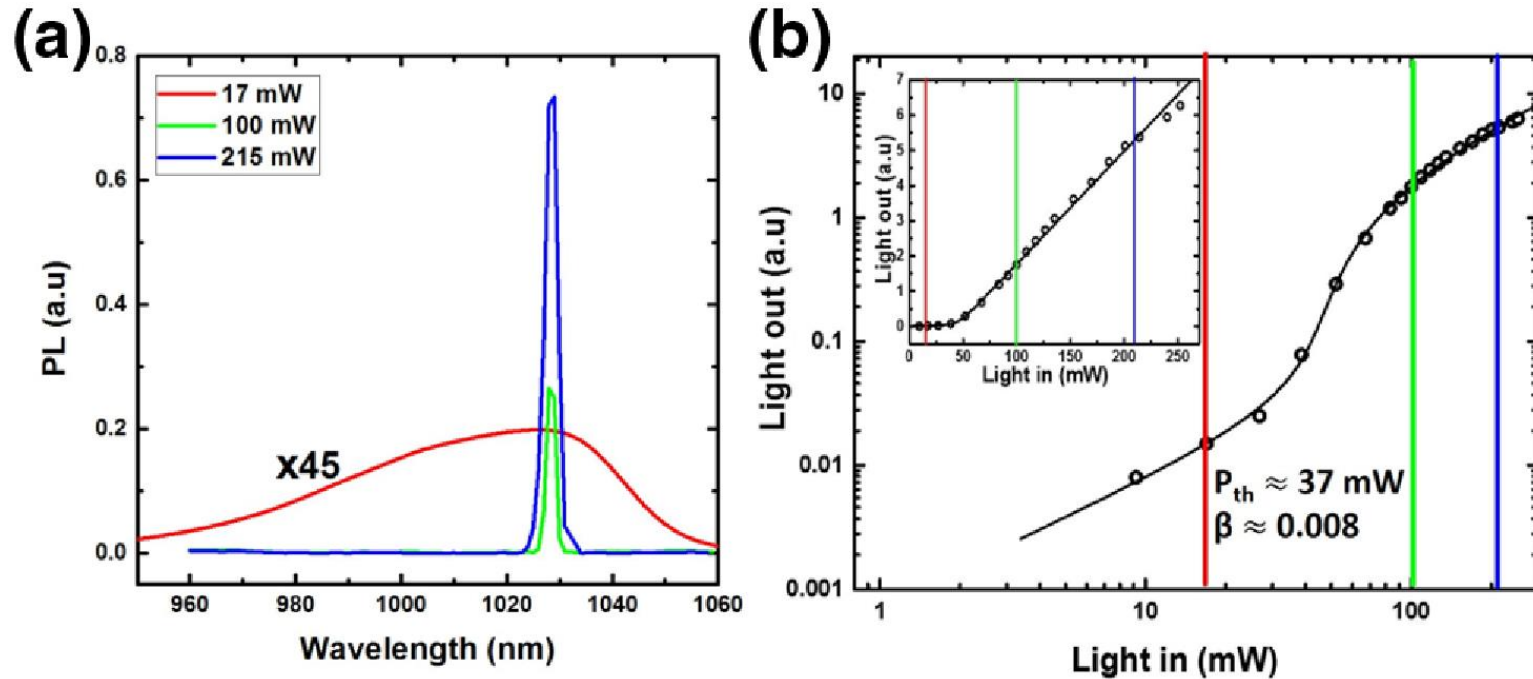 (a)
0.8
0.6
0.4
0.2
0.0
PL (a.u)
17 mW
100 mW
215 mW
x45
960 980 1000 1020 1040 1060
Wavelength (nm)
(b)
10
1
0.1
0.01
0.001
Light out (a.u)
7
6
5
4
3
2
1
0
Light out (a.u)
0 50 100 150 200 250
Light in (mW)
Pth ≈ 37 mW
β ≈ 0.008
1 10 100
Light in (mW)